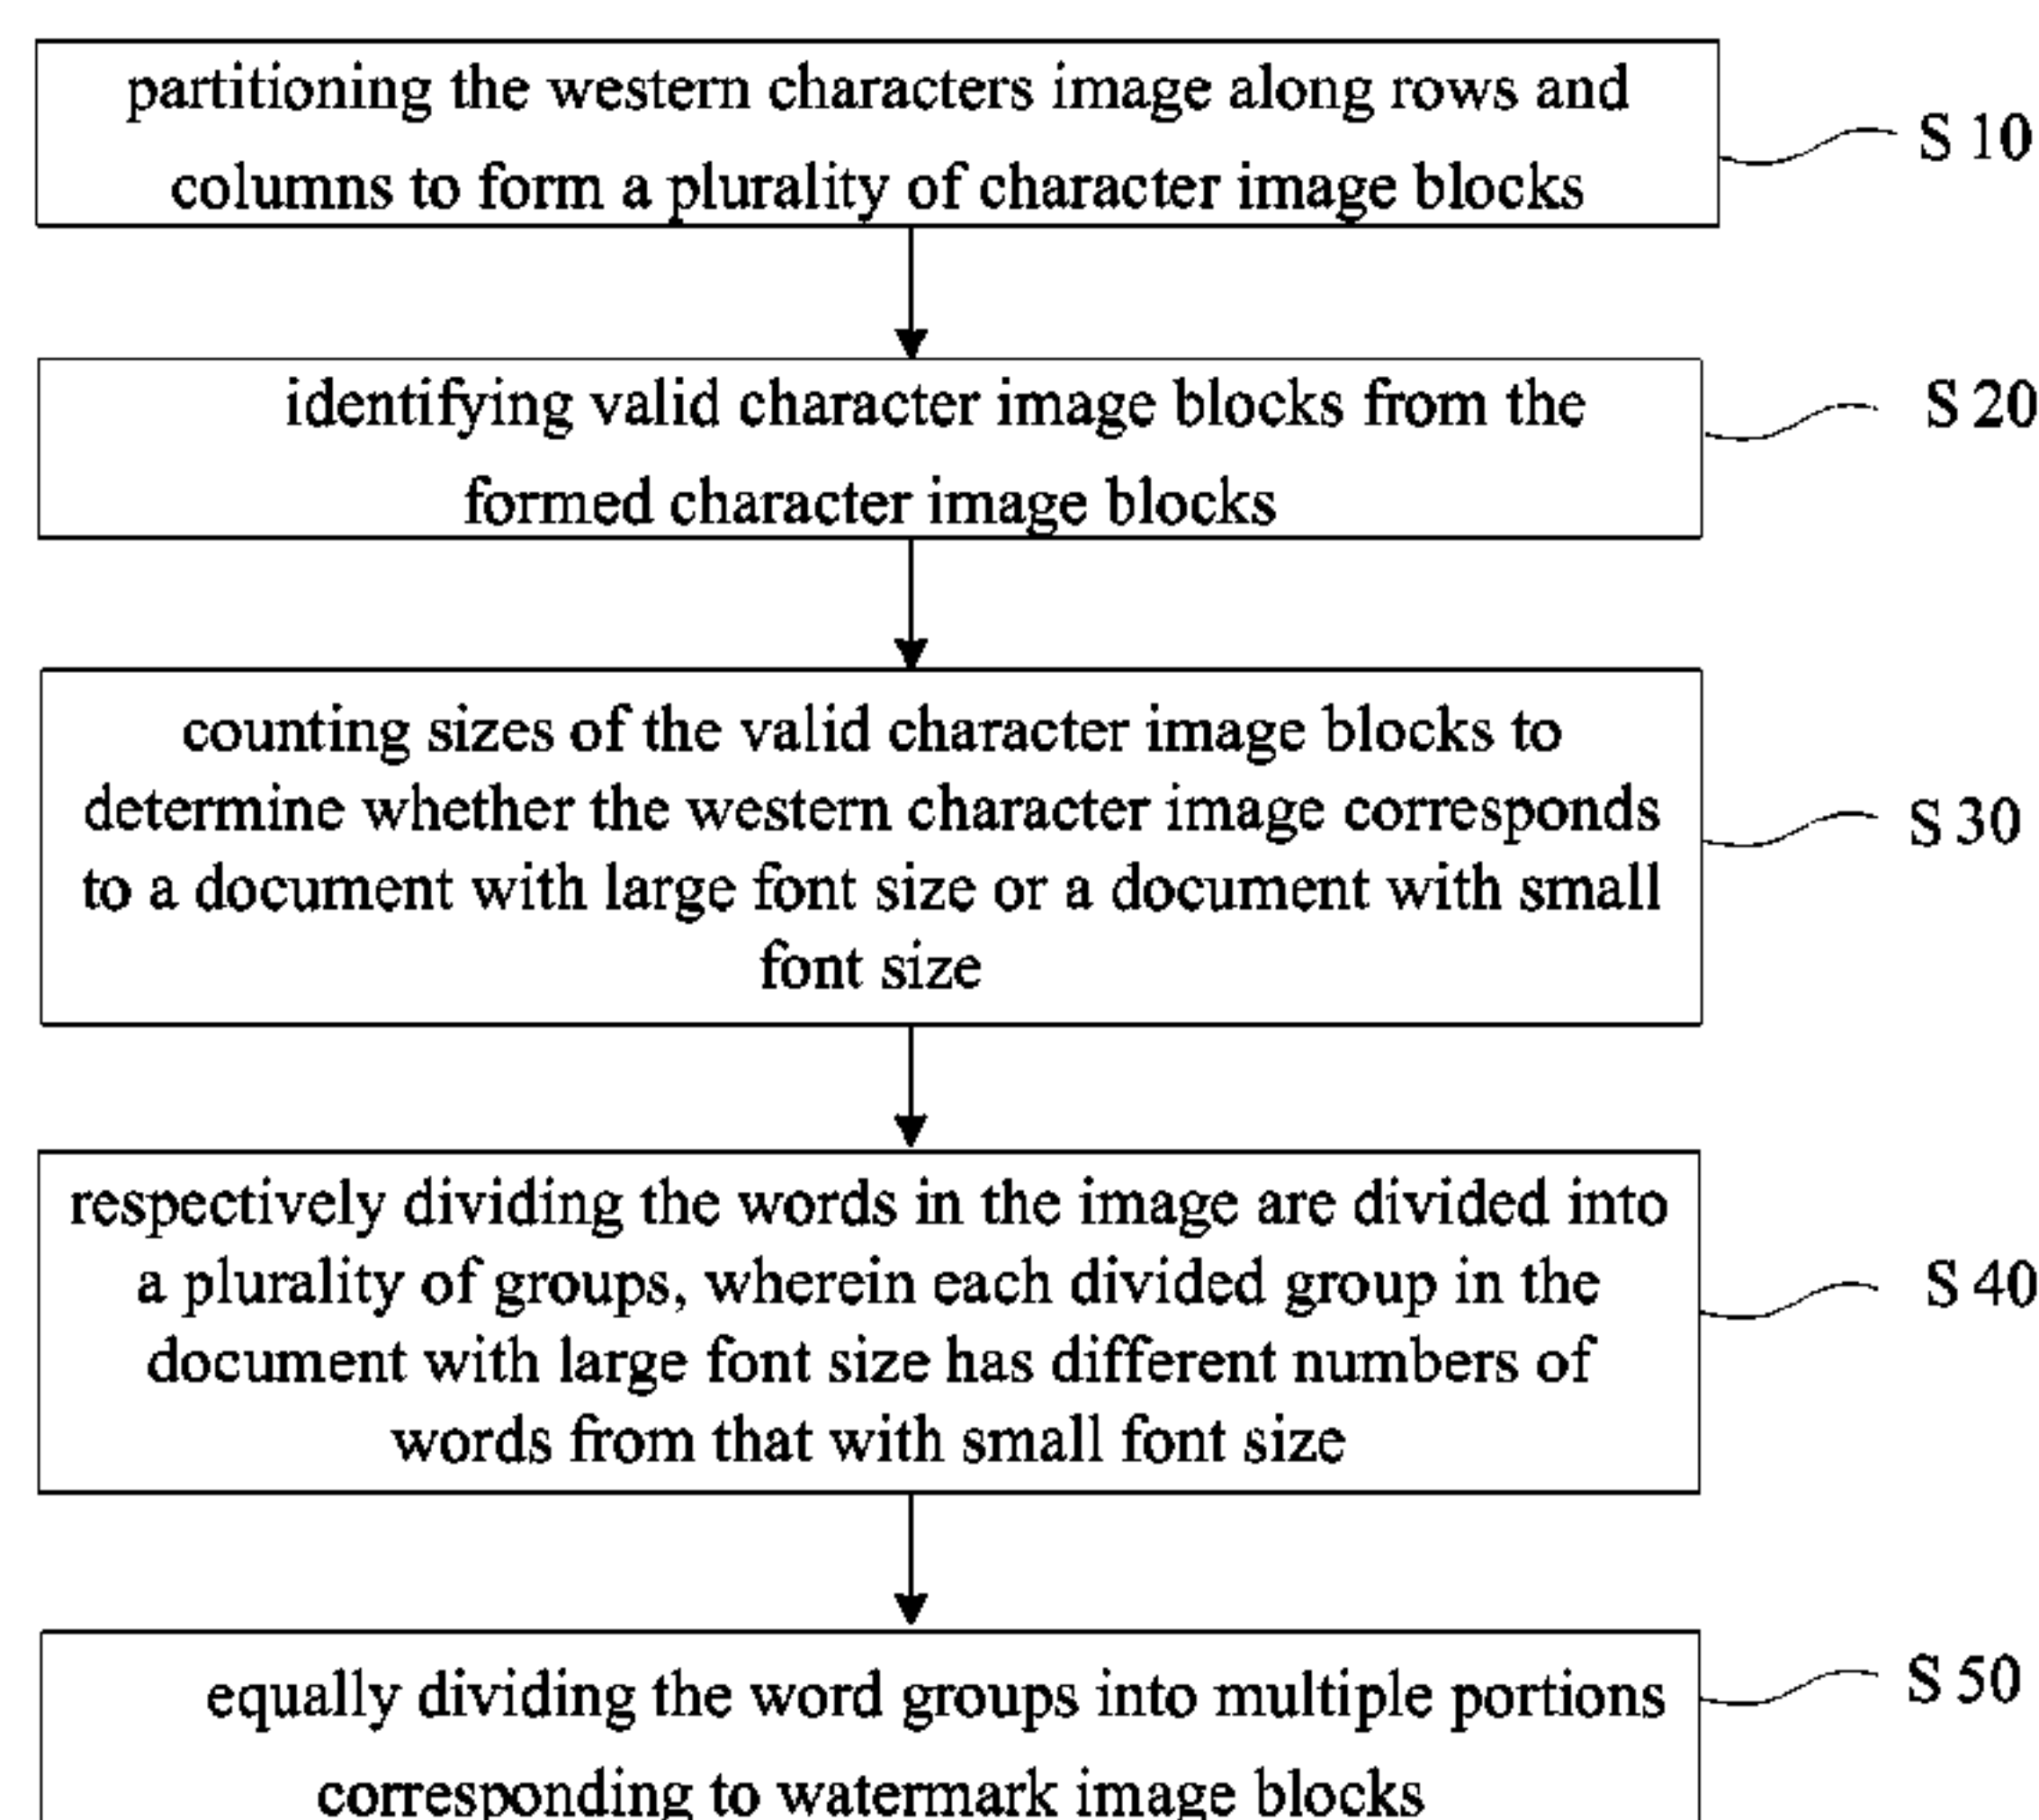 partitioning the western characters image along rows and
columns to form a plurality of character image blocks
S 10
identifying valid character image blocks from the
formed character image blocks
S 20
counting sizes of the valid character image blocks to
determine whether the western character image corresponds
to a document with large font size or a document with small
font size
S 30
respectively dividing the words in the image are divided into
a plurality of groups, wherein each divided group in the
document with large font size has different numbers of
words from that with small font size
S 40
equally dividing the word groups into multiple portions
corresponding to watermark image blocks
S 50